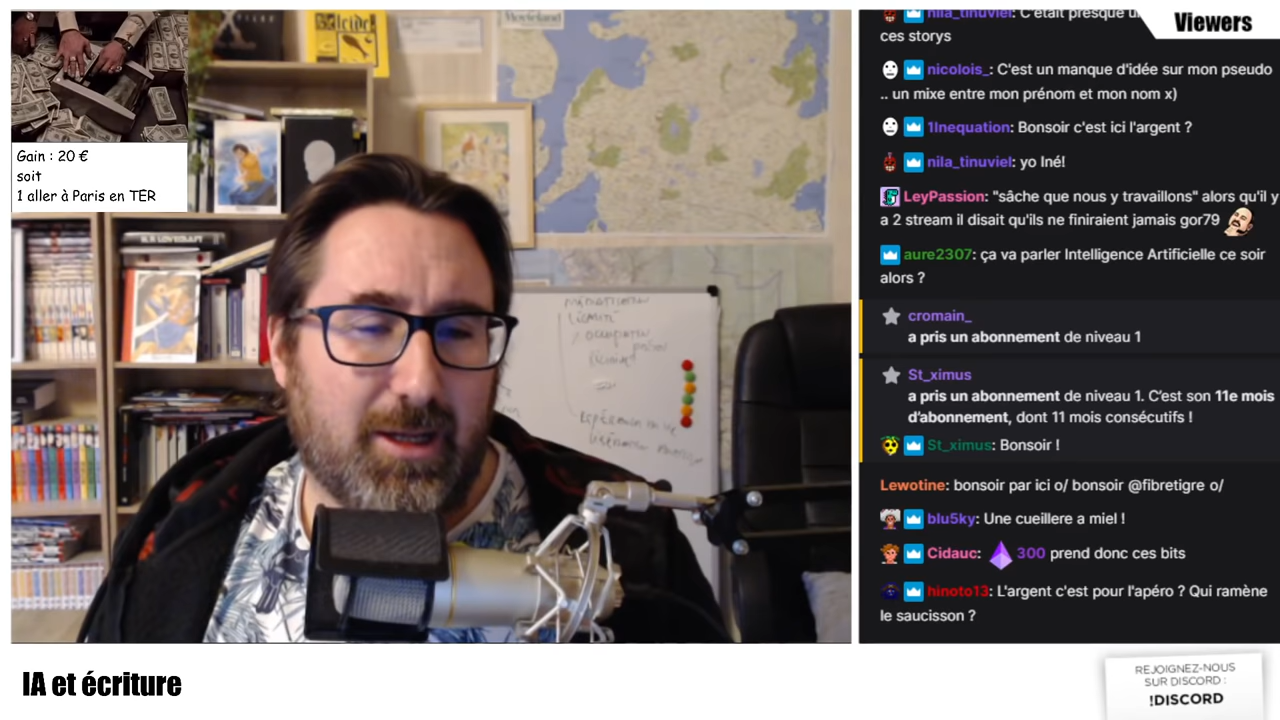 Gain : 20 €
soit
1 aller à Paris en TER
Movieland
H.P. LOVECRAFT
Viewers
nila_tinuviel: C'était presque
ces storys
nicolois_: C'est un manque d'idée sur mon pseudo
.. un mixe entre mon prénom et mon nom x)
1Inequation: Bonsoir c'est ici l'argent ?
nila_tinuviel: yo Iné!
LeyPassion: "sâche que nous y travaillons" alors qu'il y
a 2 stream il disait qu'ils ne finiraient jamais gor79
aure2307: ça va parler Intelligence Artificielle ce soir
alors ?
cromain_
a pris un abonnement de niveau 1
St_ximus
a pris un abonnement de niveau 1. C'est son 11e mois
d'abonnement, dont 11 mois consécutifs !
St_ximus: Bonsoir !
Lewotine: bonsoir par ici o/ bonsoir @fibretigre o/
blu5ky: Une cueillere a miel !
Cidauc: 300 prend donc ces bits
hinoto13: L'argent c'est pour l'apéro ? Qui ramène
le saucisson ?
IA et écriture
REJOIGNEZ-NOUS
SUR DISCORD :
!DISCORD